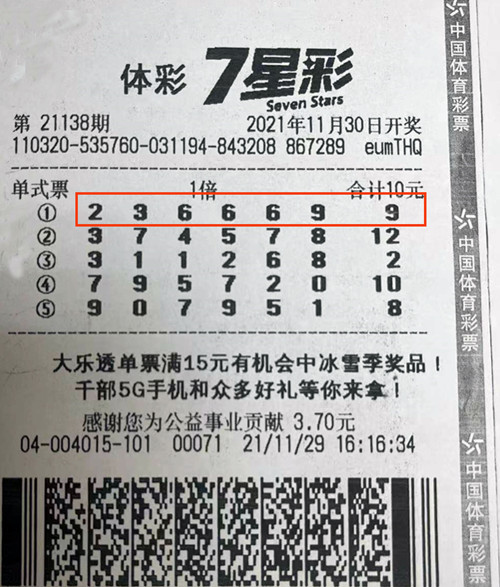 体彩 7星彩
Seven Stars
第 21138期 2021年11月30日开奖
110320-535760-031194-843208 867289 eumTHQ
单式票 1倍 合计10元
① 2 3 6 6 6 9 9
② 3 7 4 5 7 8 12
③ 3 1 1 2 6 8 2
④ 7 9 5 7 2 0 10
⑤ 9 0 7 9 5 1 8
大乐透单票满15元有机会中冰雪季奖品！
千部5G手机和众多好礼等你来拿！
感谢您为公益事业贡献 3.70元
04-004015-101 00071 21/11/29 16:16:34
中国体育彩票
中国体育彩票
中国体育彩票